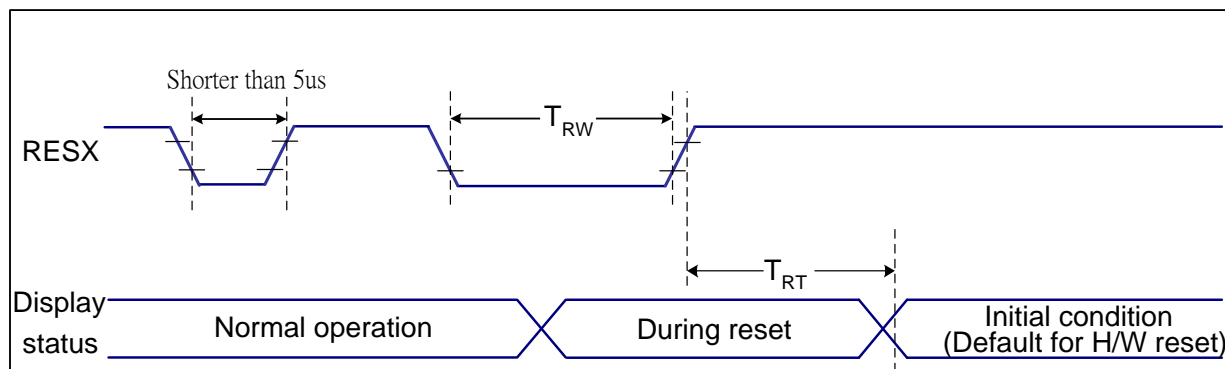 Shorter than 5us
RESX
TRW
TRT
Display
status
Normal operation
During reset
Initial condition
(Default for H/W reset)